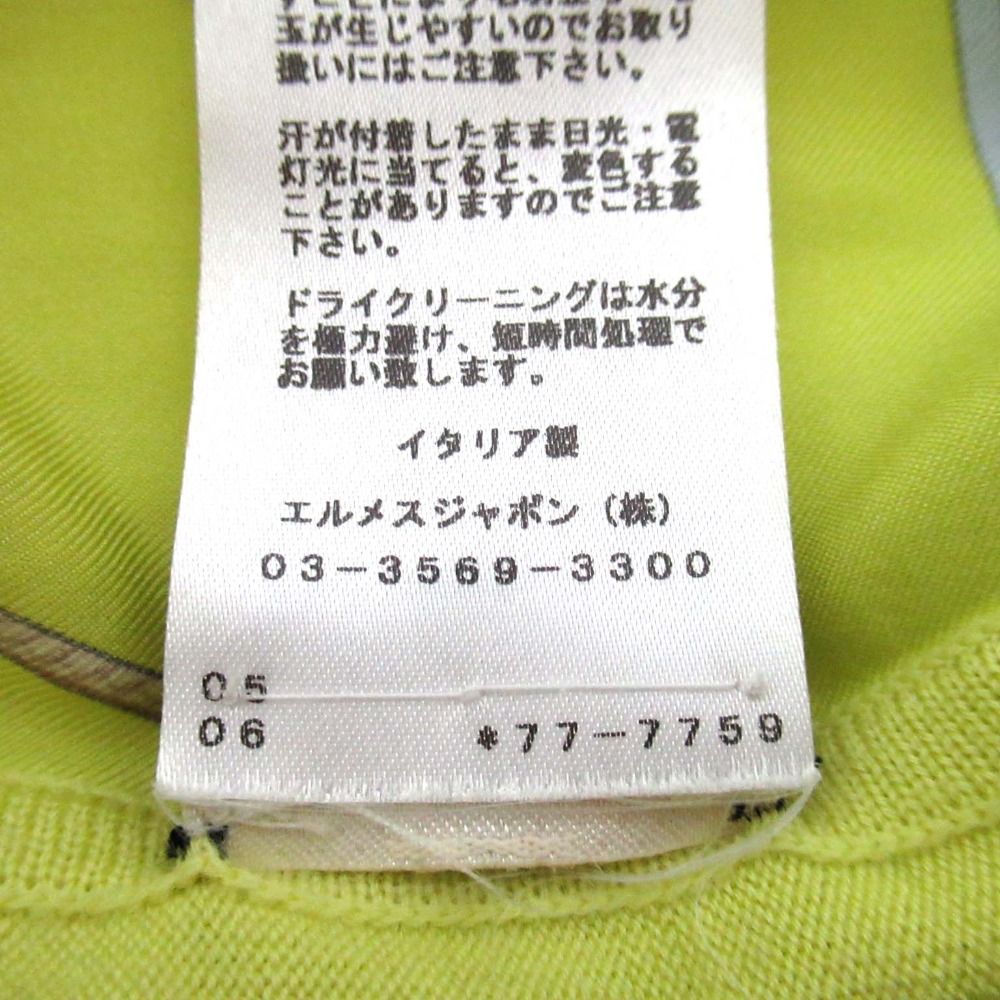 玉が生じやすいのでお取り
扱いにはご注意下さい。
汗が付着したまま日光・電
灯光に当てると、変色する
ことがありますのでご注意
下さい。
ドライクリーニングは水分
を極力避け、短時間処理で
お願い致します。
イタリア製
エルメスジャポン（株）
03-3569-3300
05
06 *77-7759